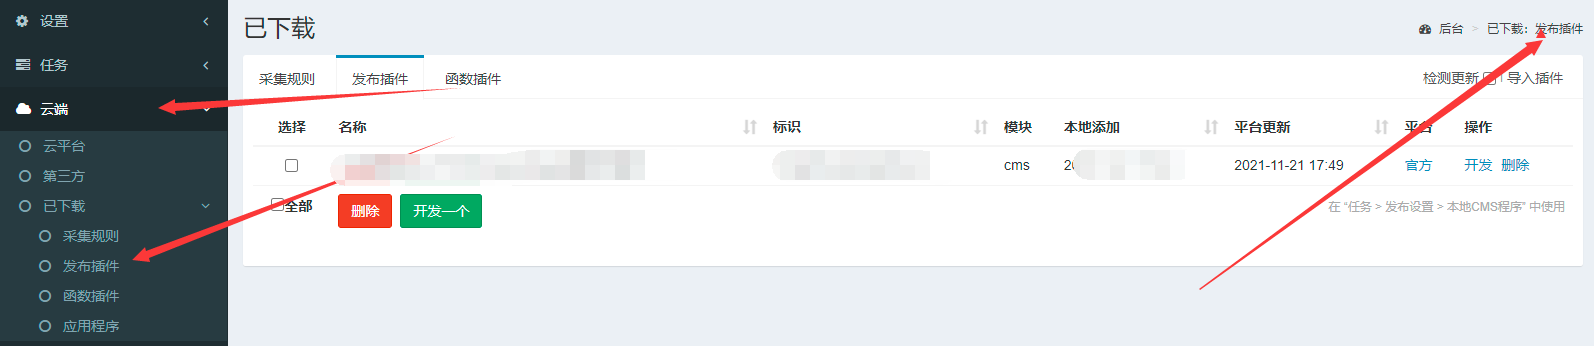 设置
任务
云端
云平台
第三方
已下载
采集规则
发布插件
函数插件
应用程序
已下载
后台 > 已下载：发布插件
采集规则 发布插件 函数插件
检测更新 导入插件
选择 名称 标识 模块 本地添加 平台更新 平台 操作
cms 2021-11-21 17:49 官方 开发 删除
全部 删除 开发一个
在 “任务 > 发布设置 > 本地CMS程序” 中使用